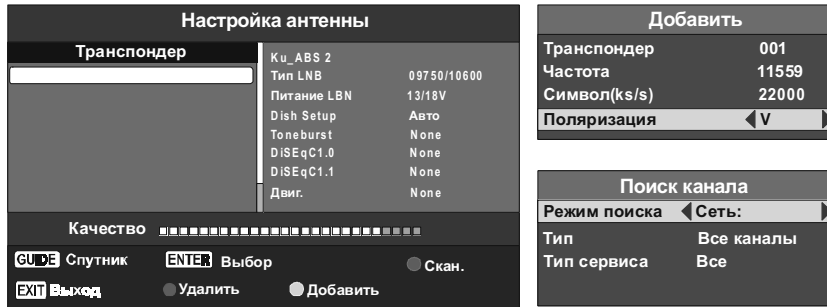 Настройка антенны
Транспондер
Ku_ABS 2
Тип LNB 09750/10600
Питание LBN 13/18V
Dish Setup Авто
Toneburst None
DiSEqC1.0 None
DiSEqC1.1 None
Двиг. None
Качество
GUIDE Спутник ENTER Выбор Скан.
EXIT Выход Удалить Добавить
Добавить
Транспондер 001
Частота 11559
Символ(ks/s) 22000
Поляризация V
Поиск канала
Режим поиска Сеть:
Тип Все каналы
Тип сервиса Все